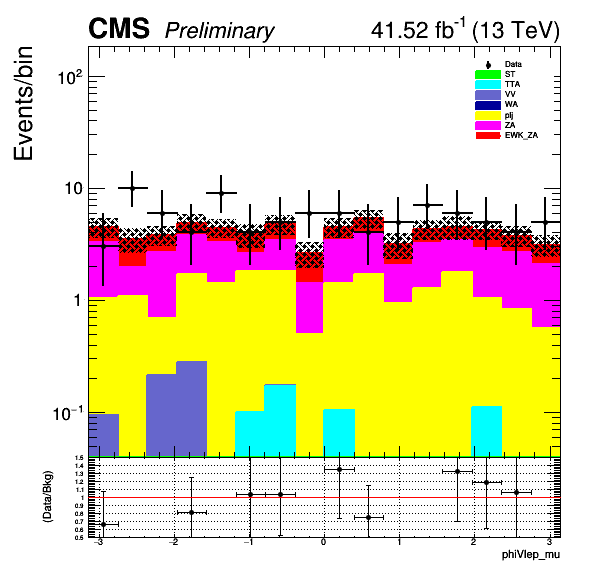 CMS Preliminary 41.52 fb⁻¹ (13 TeV)
Events/bin
10²
10
1
10⁻¹
Data
ST
TTA
VV
WA
plj
ZA
EWK_ZA
(Data/Bkg)
1.5
1.4
1.3
1.2
1.1
1
0.9
0.8
0.7
0.6
0.5
−3 −2 −1 0 1 2 3
phiVlep_mu